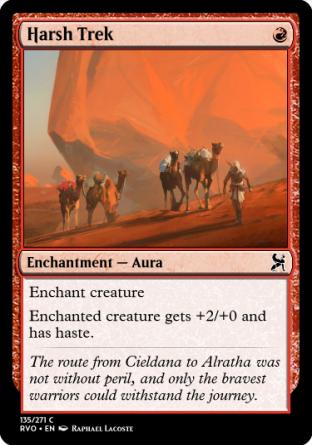 Harsh Trek
Enchantment — Aura
Enchant creature
Enchanted creature gets +2/+0 and
has haste.
The route from Cieldana to Alratha was
not without peril, and only the bravest
warriors could withstand the journey.
135/271 C
RVO • EN Raphael Lacoste